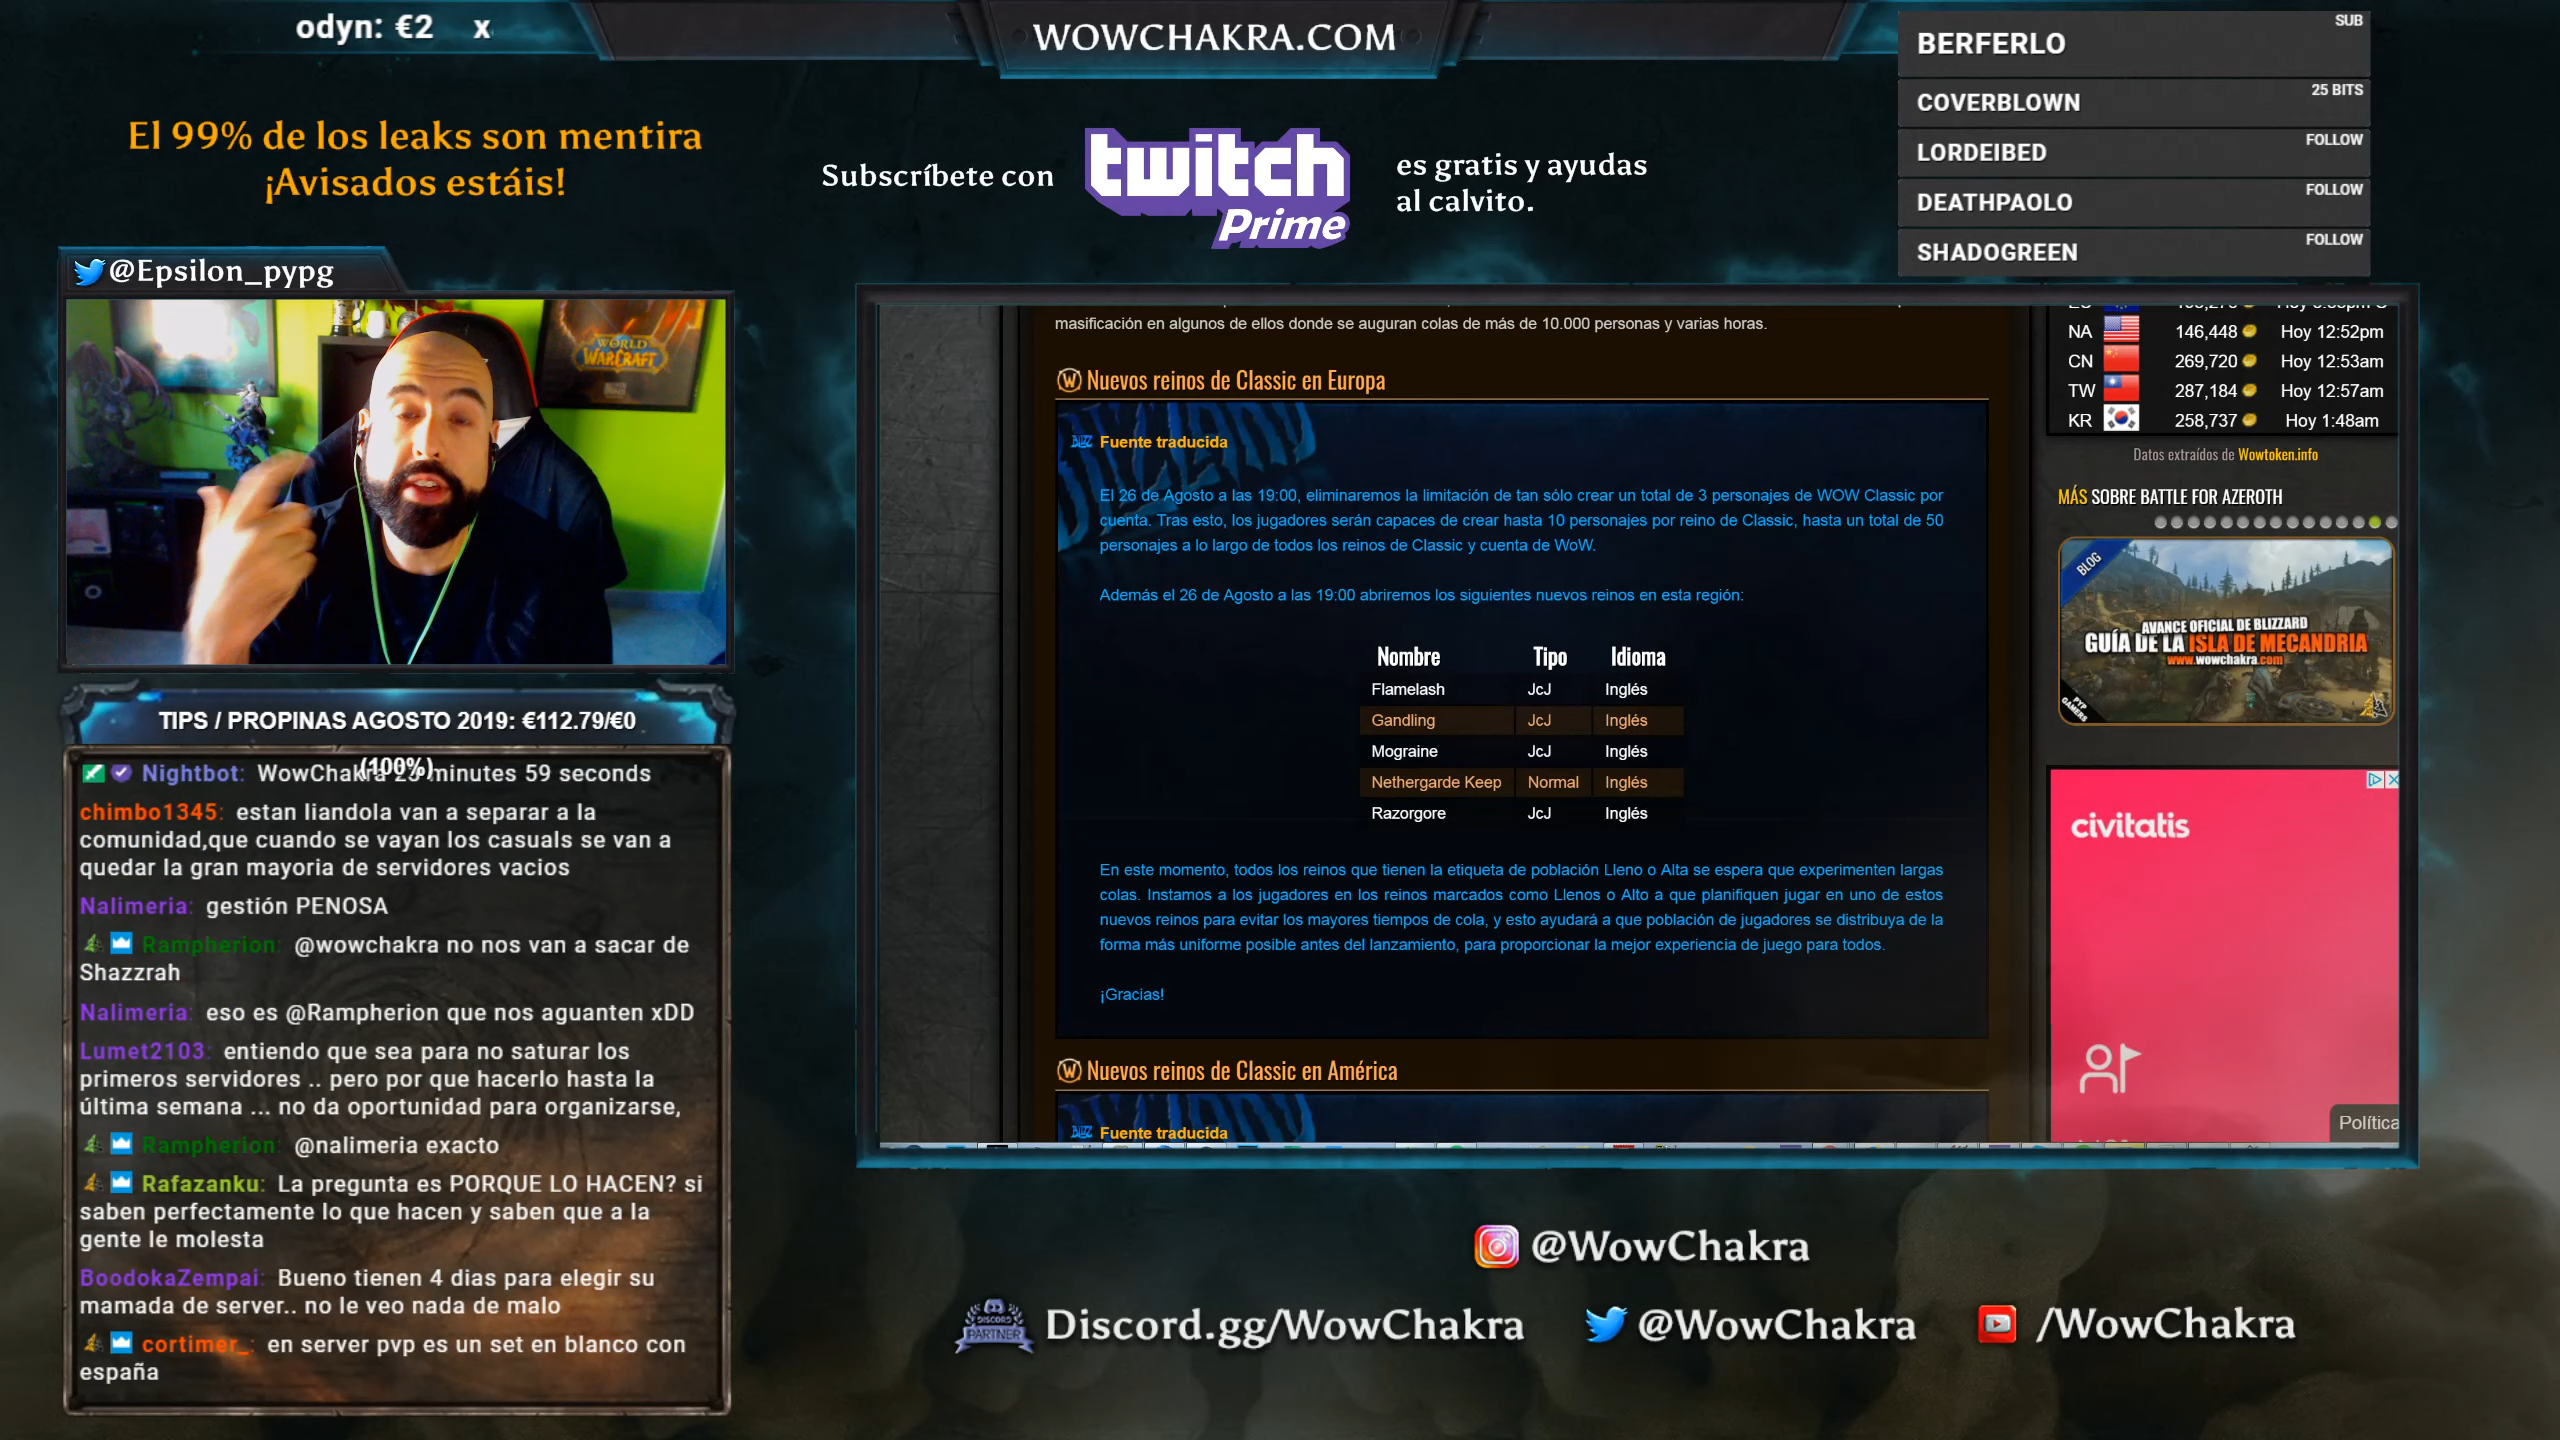 odyn: €2 x
WOWCHAKRA.COM
BERFERLO SUB
COVERBLOWN 25 BITS
LORDEIBED FOLLOW
DEATHPAOLO FOLLOW
SHADOGREEN FOLLOW
El 99% de los leaks son mentira
¡Avisados estáis!
Subscríbete con
twitch
Prime
es gratis y ayudas
al calvito.
@Epsilon_pypg
WORLD
WARCRAFT
TIPS / PROPINAS AGOSTO 2019: €112.79/€0
(100%)
Nightbot: WowChakra 23 minutes 59 seconds
chimbo1345: estan liandola van a separar a la
comunidad,que cuando se vayan los casuals se van a
quedar la gran mayoria de servidores vacios
Nalimeria: gestión PENOSA
Rampherion: @wowchakra no nos van a sacar de
Shazzrah
Nalimeria: eso es @Rampherion que nos aguanten xDD
Lumet2103: entiendo que sea para no saturar los
primeros servidores .. pero por que hacerlo hasta la
última semana ... no da oportunidad para organizarse,
Rampherion: @nalimeria exacto
Rafazanku: La pregunta es PORQUE LO HACEN? si
saben perfectamente lo que hacen y saben que a la
gente le molesta
BoodokaZempai: Bueno tienen 4 dias para elegir su
mamada de server.. no le veo nada de malo
cortimer_: en server pvp es un set en blanco con
españa
masificación en algunos de ellos donde se auguran colas de más de 10.000 personas y varias horas.
Nuevos reinos de Classic en Europa
BLIZZARD
BLIZ Fuente traducida
El 26 de Agosto a las 19:00, eliminaremos la limitación de tan sólo crear un total de 3 personajes de WOW Classic por
cuenta. Tras esto, los jugadores serán capaces de crear hasta 10 personajes por reino de Classic, hasta un total de 50
personajes a lo largo de todos los reinos de Classic y cuenta de WoW.
Además el 26 de Agosto a las 19:00 abriremos los siguientes nuevos reinos en esta región:
Nombre Tipo Idioma
Flamelash JcJ Inglés
Gandling JcJ Inglés
Mograine JcJ Inglés
Nethergarde Keep Normal Inglés
Razorgore JcJ Inglés
En este momento, todos los reinos que tienen la etiqueta de población Lleno o Alta se espera que experimenten largas
colas. Instamos a los jugadores en los reinos marcados como Llenos o Alto a que planifiquen jugar en uno de estos
nuevos reinos para evitar los mayores tiempos de cola, y esto ayudará a que población de jugadores se distribuya de la
forma más uniforme posible antes del lanzamiento, para proporcionar la mejor experiencia de juego para todos.
¡Gracias!
Nuevos reinos de Classic en América
BLIZ Fuente traducida
NA 146,448 Hoy 12:52pm
CN 269,720 Hoy 12:53am
TW 287,184 Hoy 12:57am
KR 258,737 Hoy 1:48am
Datos extraídos de Wowtoken.info
MÁS SOBRE BATTLE FOR AZEROTH
BLOG
AVANCE OFICIAL DE BLIZZARD
GUÍA DE LA ISLA DE MECANDRIA
www.wowchakra.com
PYP
GAMERS
civitatis
Política
@WowChakra
DISCORD
PARTNER
Discord.gg/WowChakra
@WowChakra
/WowChakra